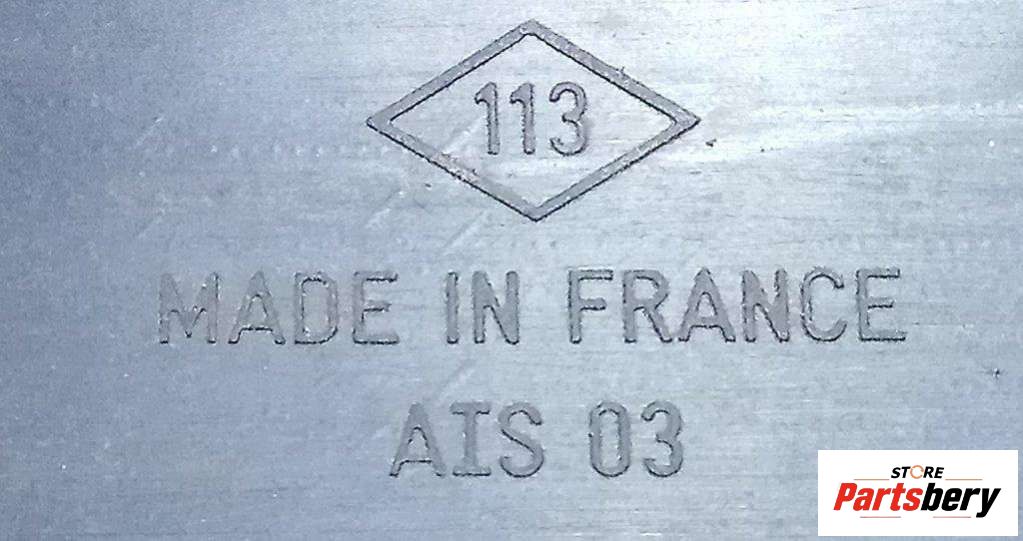 113
MADE IN FRANCE
AIS 03
STORE
Partsbery